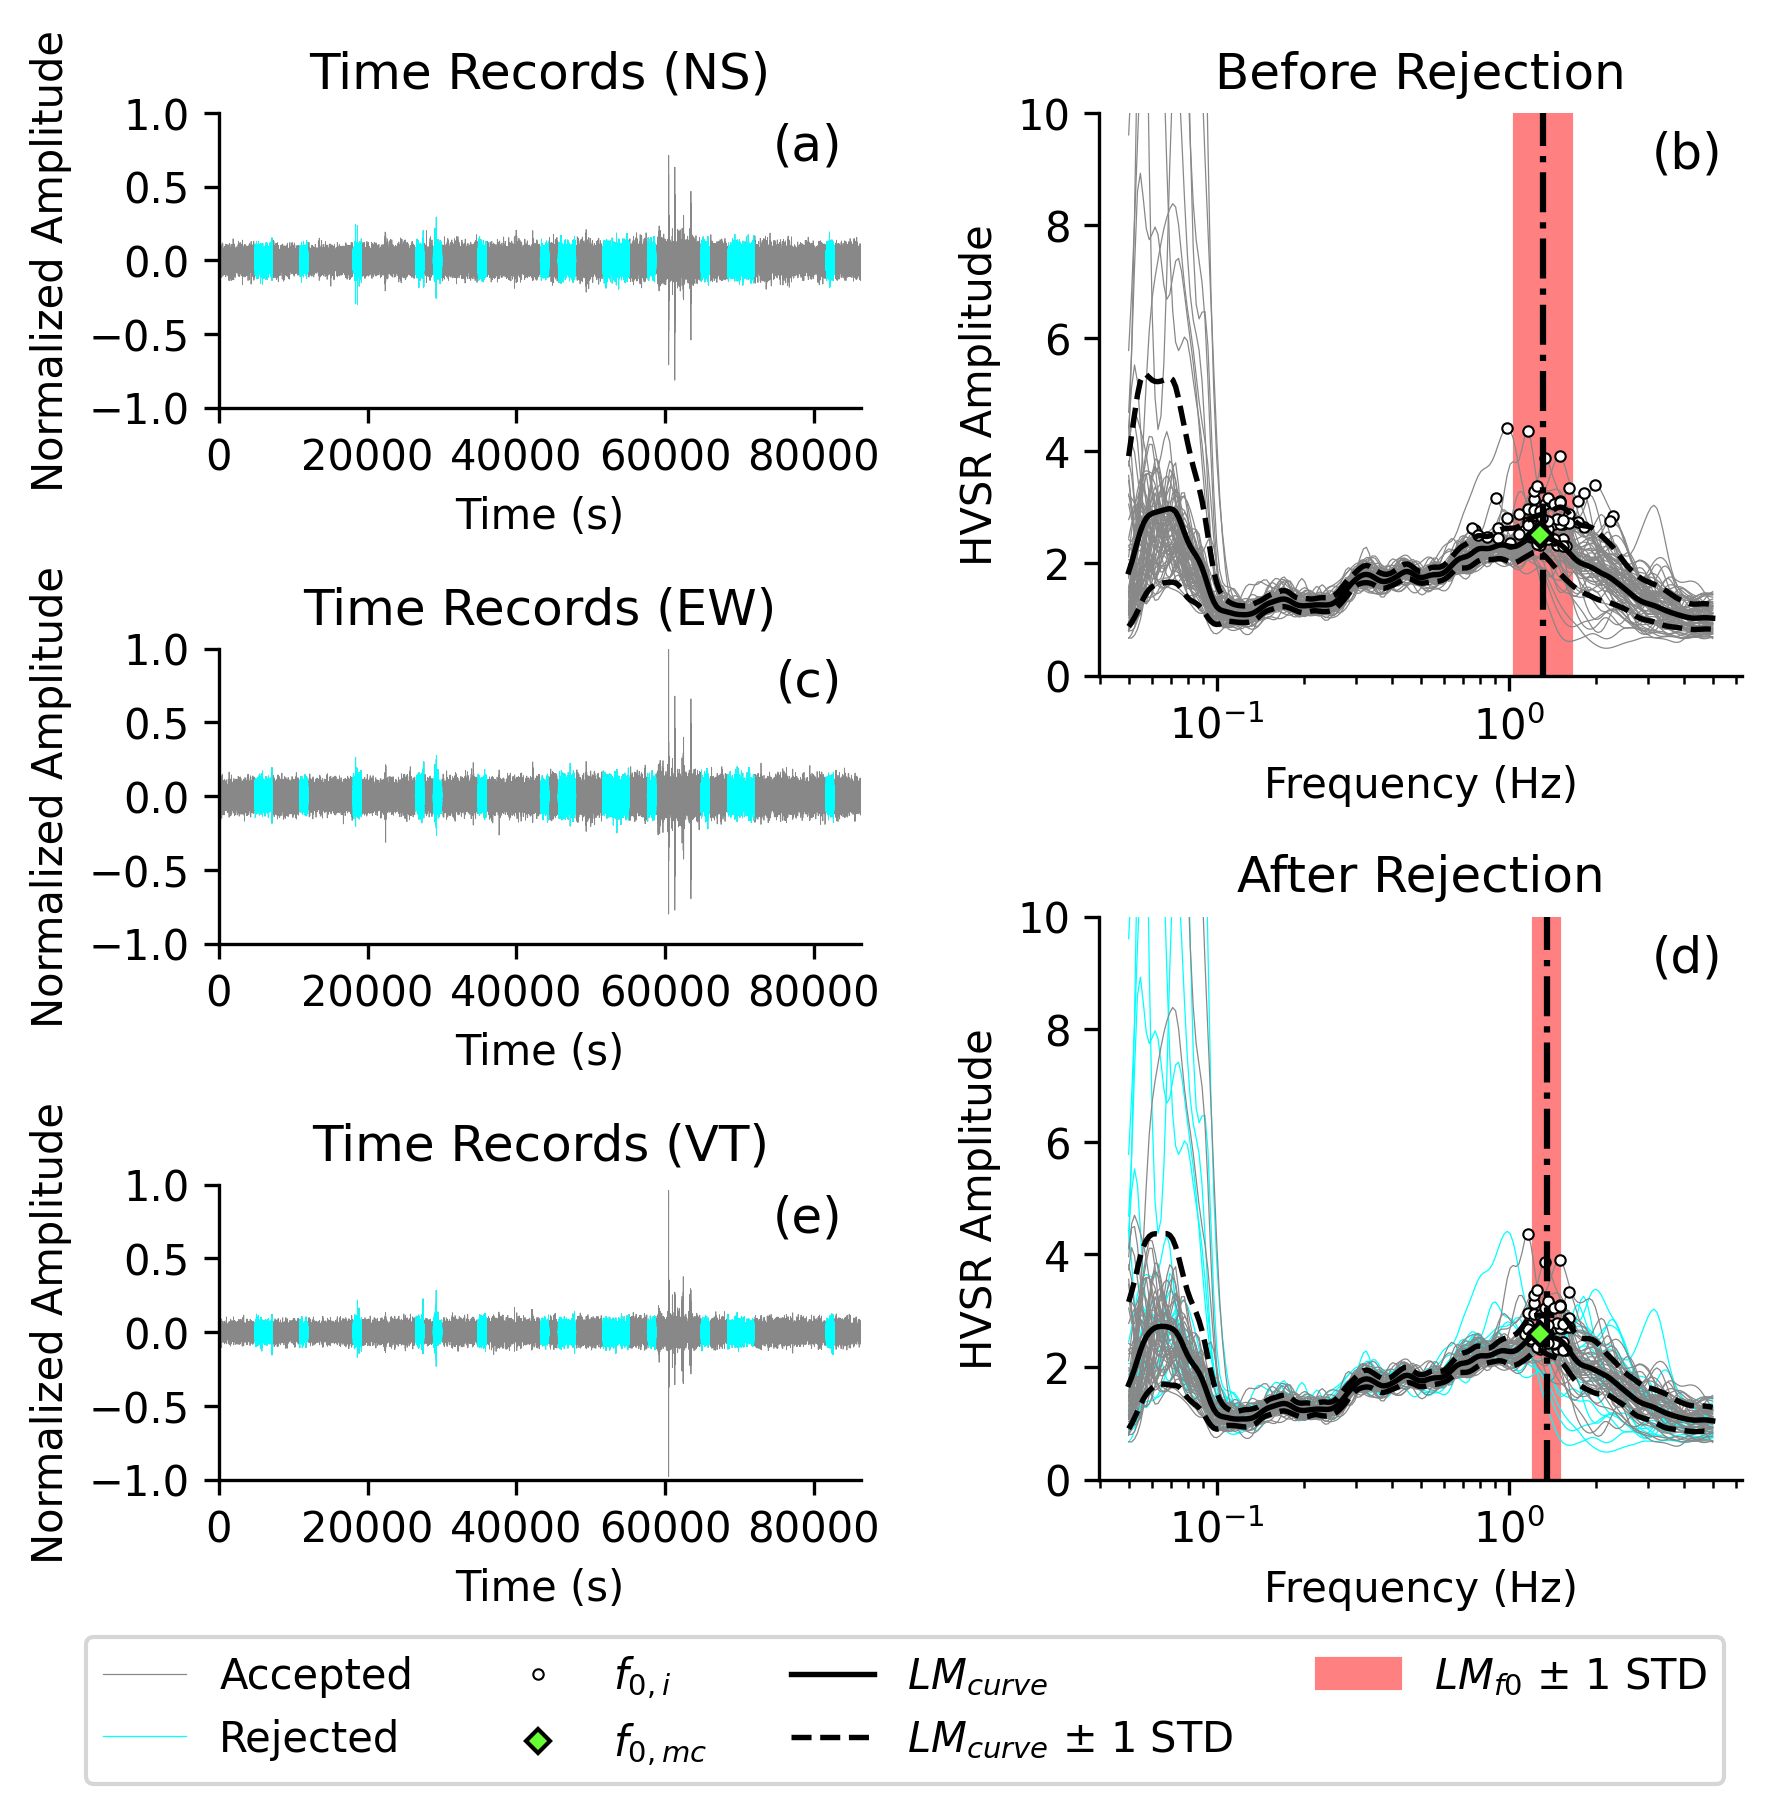 Time Records (NS)
Normalized Amplitude
1.0
0.5
0.0
−0.5
−1.0
(a)
0 20000 40000 60000 80000
Time (s)
Before Rejection
HVSR Amplitude
10
8
6
4
2
0
(b)
10⁻¹ 10⁰
Frequency (Hz)
Time Records (EW)
Normalized Amplitude
1.0
0.5
0.0
−0.5
−1.0
(c)
0 20000 40000 60000 80000
Time (s)
After Rejection
HVSR Amplitude
10
8
6
4
2
0
(d)
10⁻¹ 10⁰
Frequency (Hz)
Time Records (VT)
Normalized Amplitude
1.0
0.5
0.0
−0.5
−1.0
(e)
0 20000 40000 60000 80000
Time (s)
Accepted
Rejected
f0,i
f0,mc
LMcurve
LMcurve ± 1 STD
LMf0 ± 1 STD